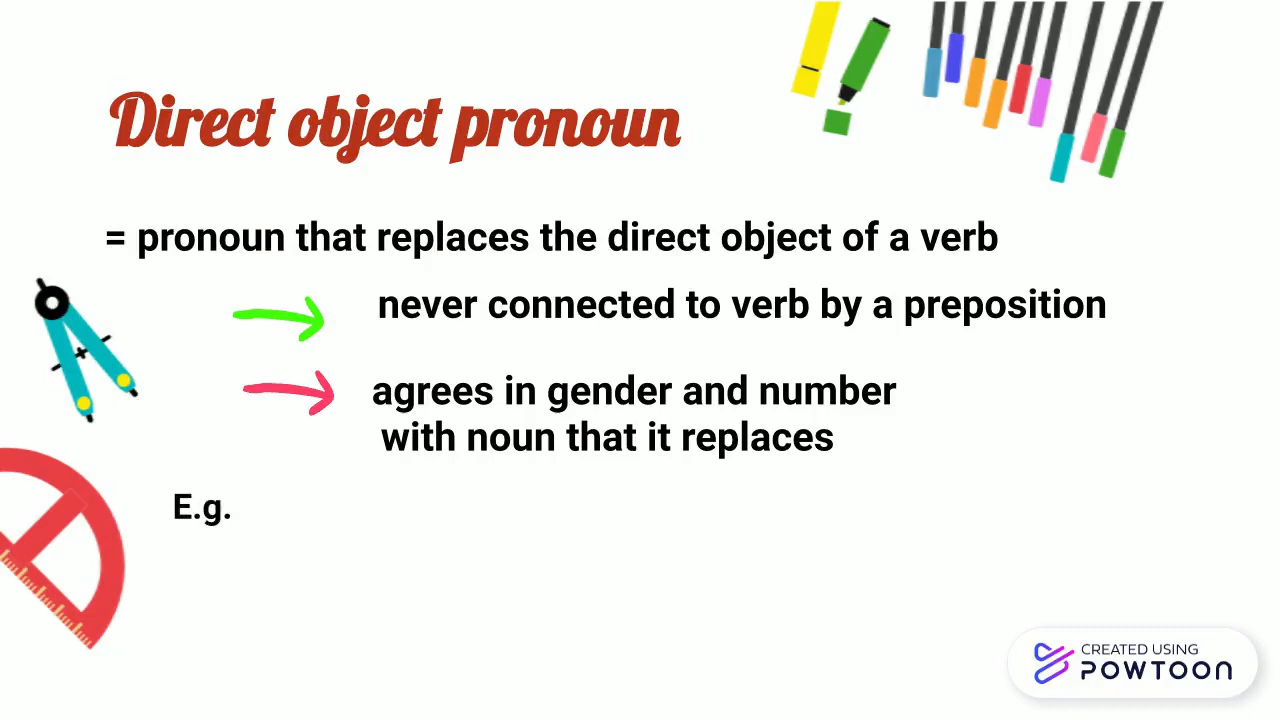 Direct object pronoun
= pronoun that replaces the direct object of a verb
never connected to verb by a preposition
agrees in gender and number
with noun that it replaces
E.g.
CREATED USING
POWTOON